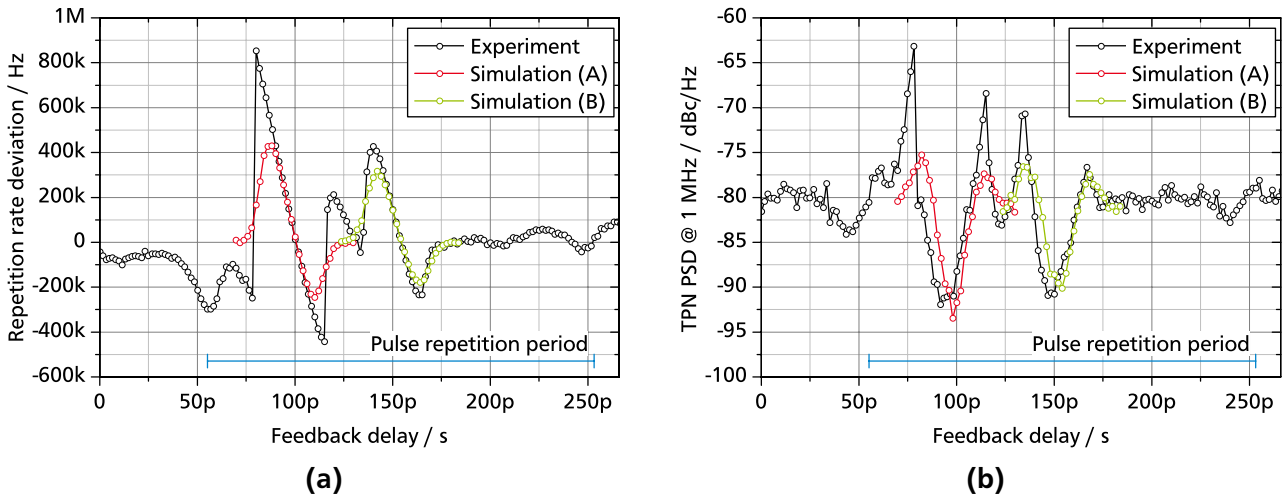 1M
800k
600k
400k
200k
0
-200k
-400k
-600k
Repetition rate deviation / Hz
Experiment
Simulation (A)
Simulation (B)
Pulse repetition period
0 50p 100p 150p 200p 250p
Feedback delay / s
(a)
-60
-65
-70
-75
-80
-85
-90
-95
-100
TPN PSD @ 1 MHz / dBc/Hz
Experiment
Simulation (A)
Simulation (B)
Pulse repetition period
0 50p 100p 150p 200p 250p
Feedback delay / s
(b)